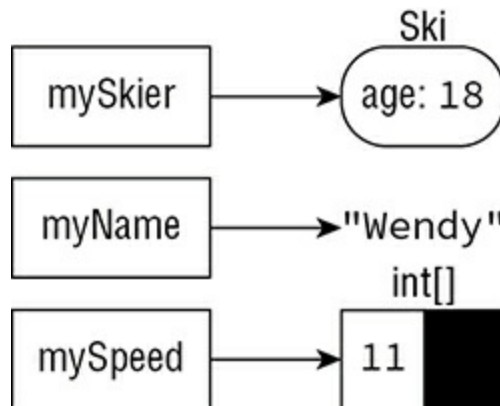 Ski
mySkier
age: 18
myName
"Wendy"
int[]
mySpeed
11